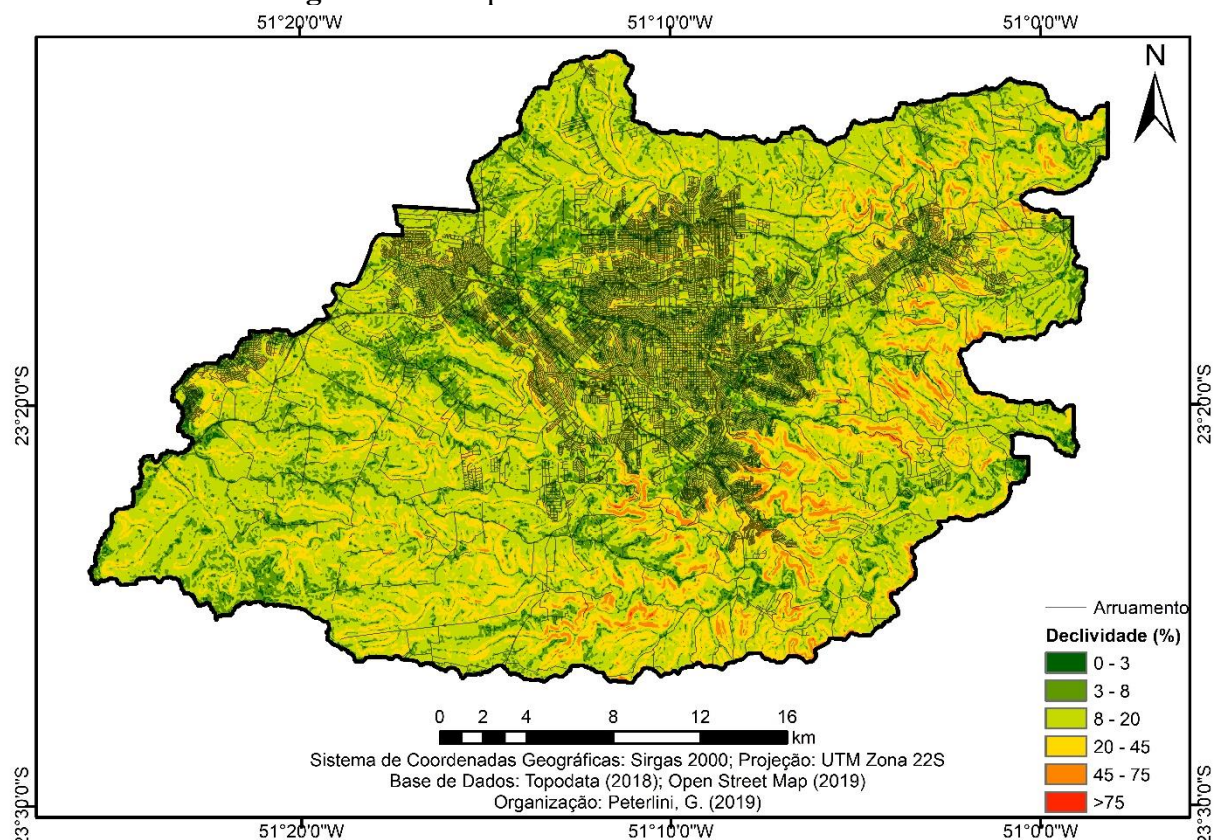 51°20'0"W 51°10'0"W 51°0'0"W
N
23°20'0"S
23°20'0"S
Arruamento
Declividade (%)
0 - 3
3 - 8
8 - 20
20 - 45
45 - 75
>75
0 2 4 8 12 16
km
Sistema de Coordenadas Geográficas: Sirgas 2000; Projeção: UTM Zona 22S
Base de Dados: Topodata (2018); Open Street Map (2019)
Organização: Peterlini, G. (2019)
23°30'0"S
23°30'0"S
51°20'0"W 51°10'0"W 51°0'0"W